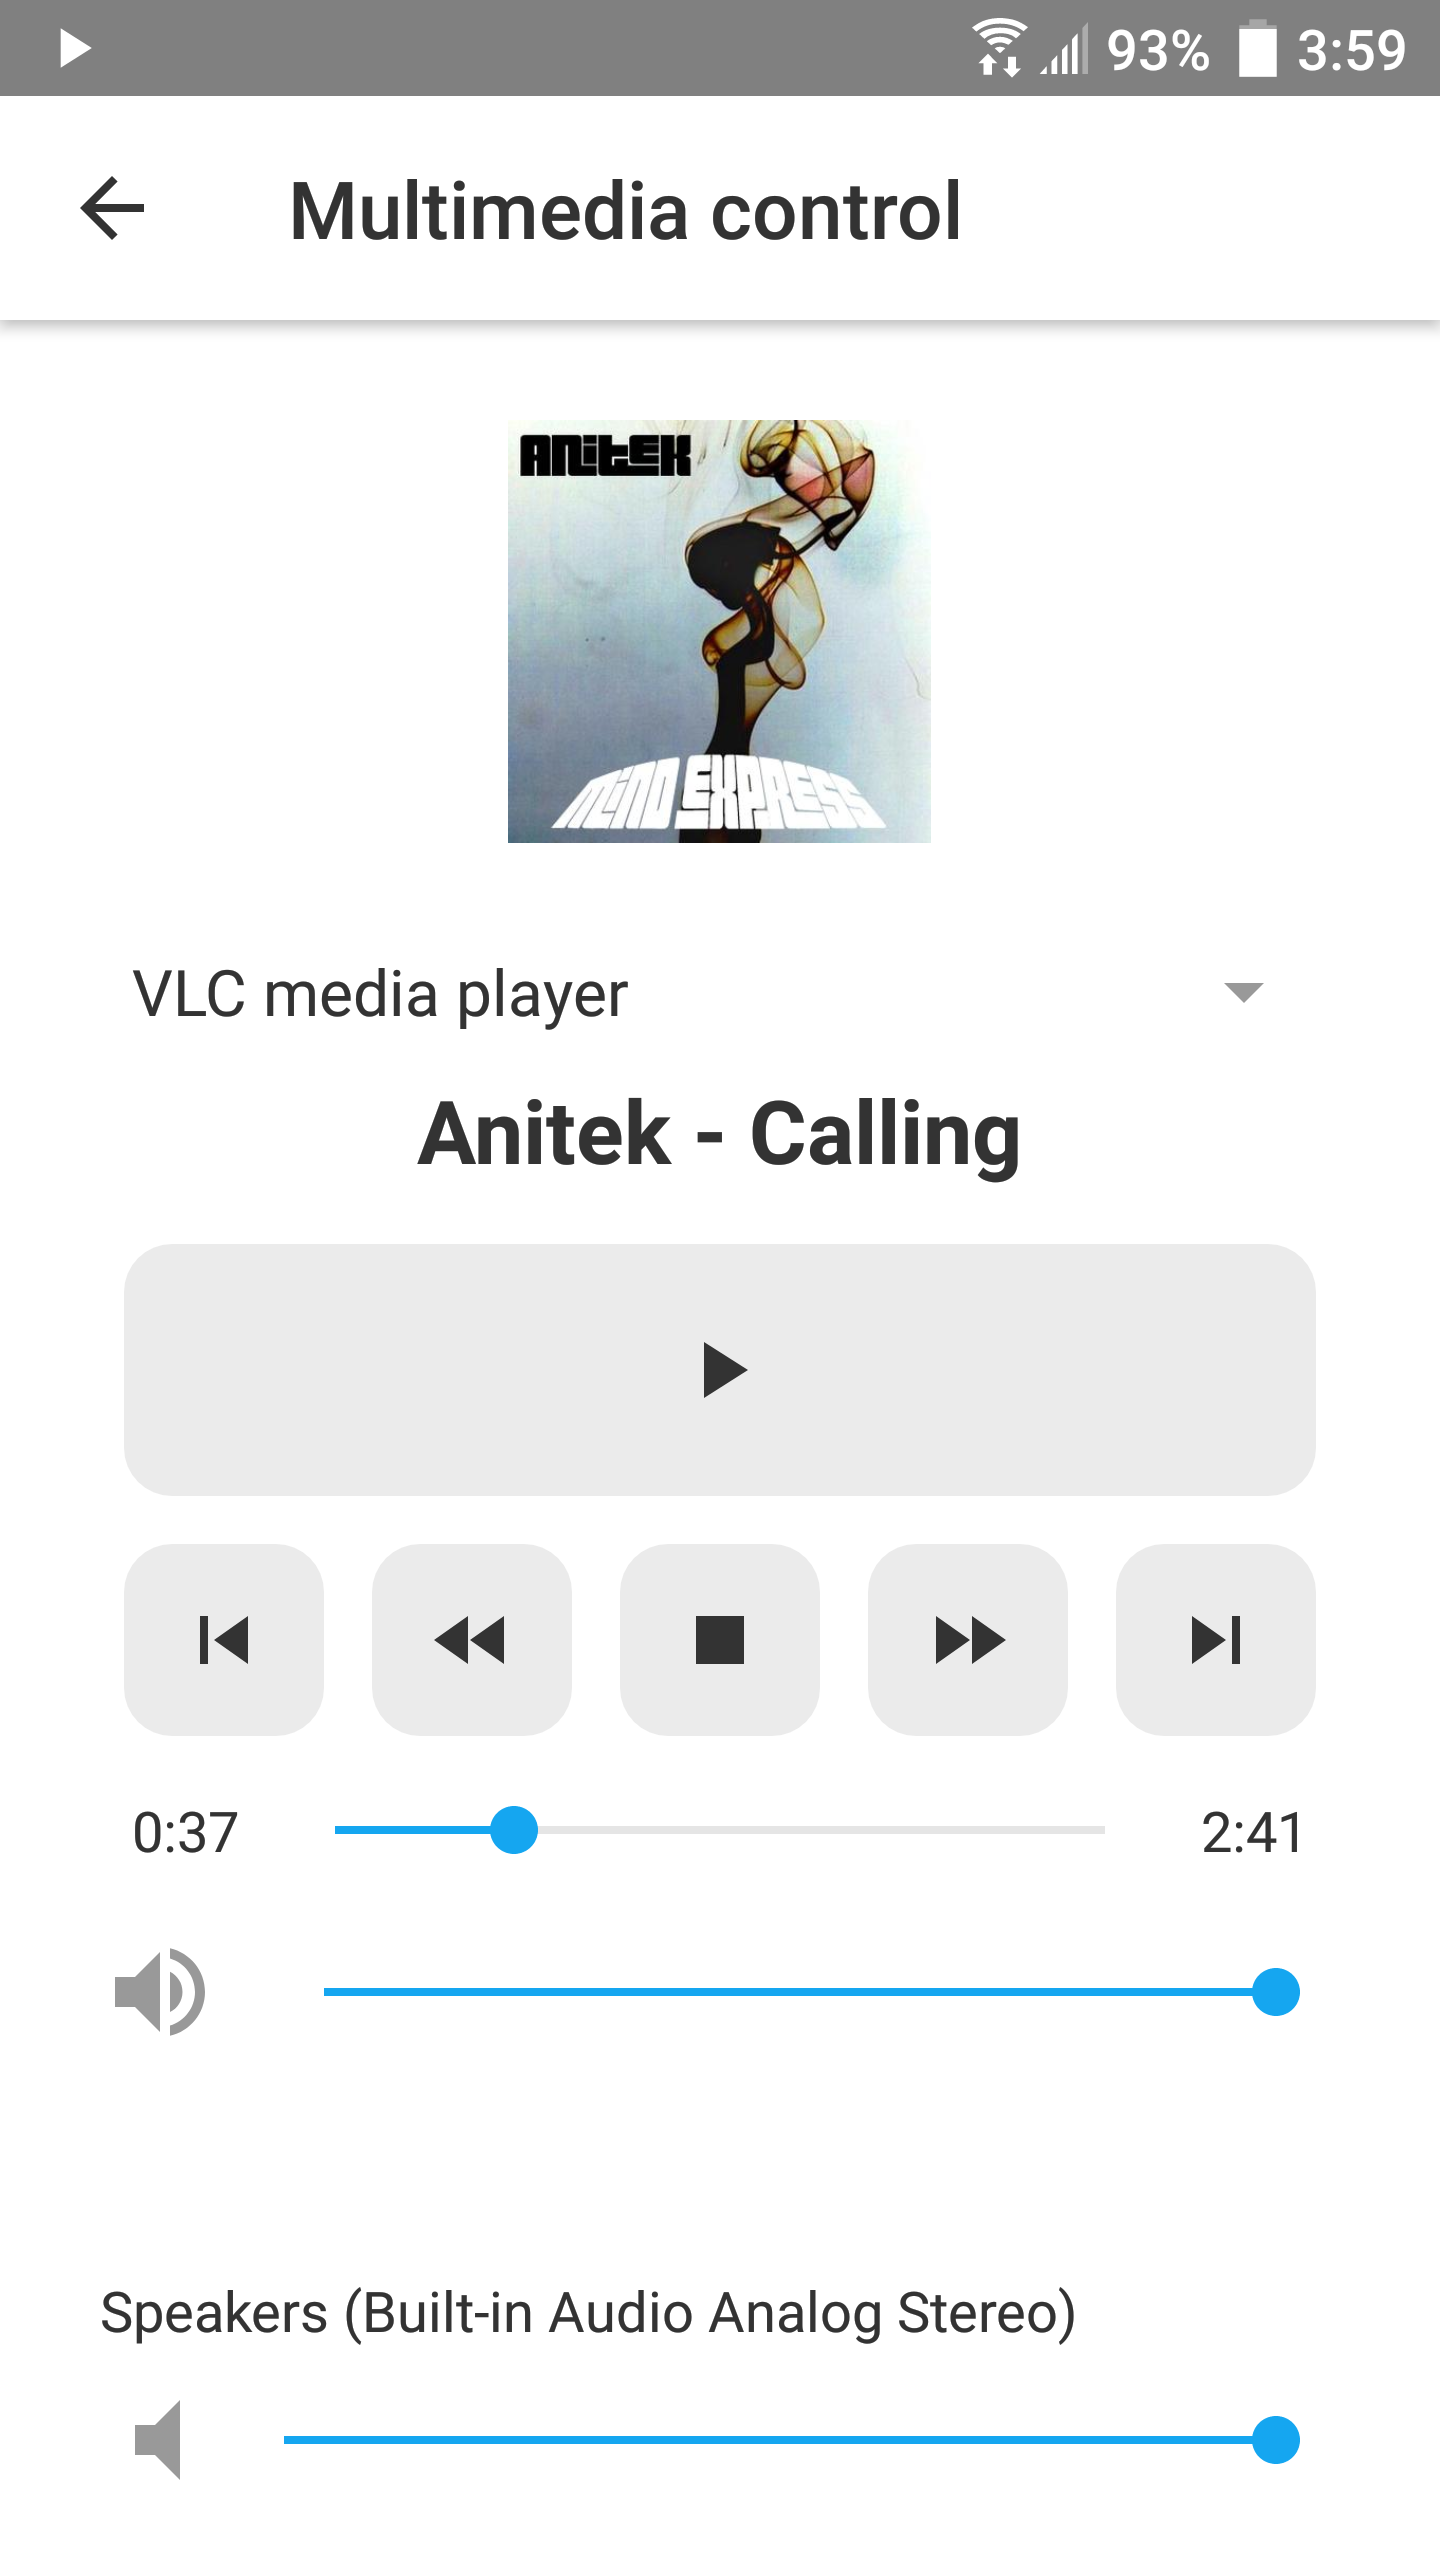 93% 3:59
Multimedia control
ANITEK
MIND EXPRESS
VLC media player
Anitek - Calling
0:37 2:41
Speakers (Built-in Audio Analog Stereo)